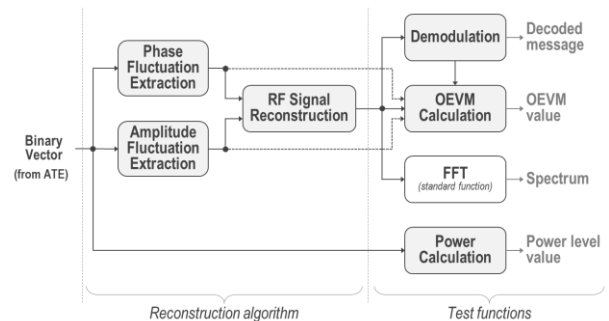 Phase
Fluctuation
Extraction
Amplitude
Fluctuation
Extraction
Binary
Vector
(from ATE)
RF Signal
Reconstruction
Demodulation
OEVM
Calculation
FFT
(standard function)
Power
Calculation
Decoded
message
OEVM
value
Spectrum
Power level
value
Reconstruction algorithm
Test functions